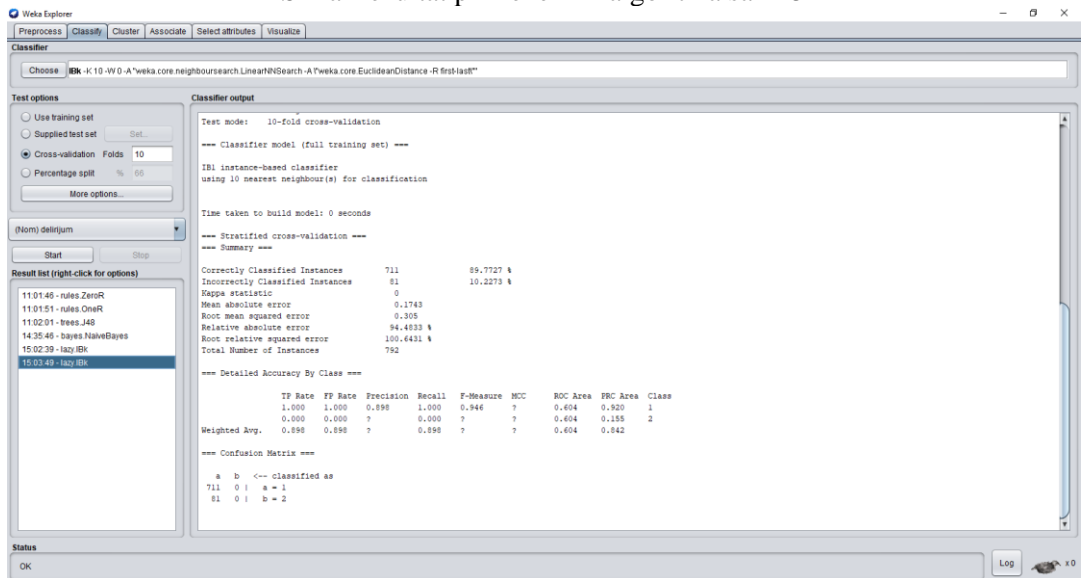 Weka Explorer
Preprocess Classify Cluster Associate Select attributes Visualize
Classifier
Choose IBk -K 10 -W 0 -A "weka.core.neighboursearch.LinearNNSearch -A \"weka.core.EuclideanDistance -R first-last\""
Test options
Use training set
Supplied test set Set...
Cross-validation Folds 10
Percentage split % 66
More options...
(Nom) delirijum
Start Stop
Result list (right-click for options)
11:01:46 - rules.ZeroR
11:01:51 - rules.OneR
11:02:01 - trees.J48
14:35:46 - bayes.NaiveBayes
15:02:39 - lazy.IBk
15:03:49 - lazy.IBk
Classifier output
Test mode: 10-fold cross-validation
=== Classifier model (full training set) ===
IB1 instance-based classifier
using 10 nearest neighbour(s) for classification
Time taken to build model: 0 seconds
=== Stratified cross-validation ===
=== Summary ===
Correctly Classified Instances 711 89.7727 %
Incorrectly Classified Instances 81 10.2273 %
Kappa statistic 0
Mean absolute error 0.1743
Root mean squared error 0.305
Relative absolute error 94.4833 %
Root relative squared error 100.6431 %
Total Number of Instances 792
=== Detailed Accuracy By Class ===
TP Rate FP Rate Precision Recall F-Measure MCC ROC Area PRC Area Class
1.000 1.000 0.898 1.000 0.946 ? 0.604 0.920 1
0.000 0.000 ? 0.000 ? ? 0.604 0.155 2
Weighted Avg. 0.898 0.898 ? 0.898 ? ? 0.604 0.842
=== Confusion Matrix ===
a b <-- classified as
711 0 | a = 1
81 0 | b = 2
Status
OK
Log x 0